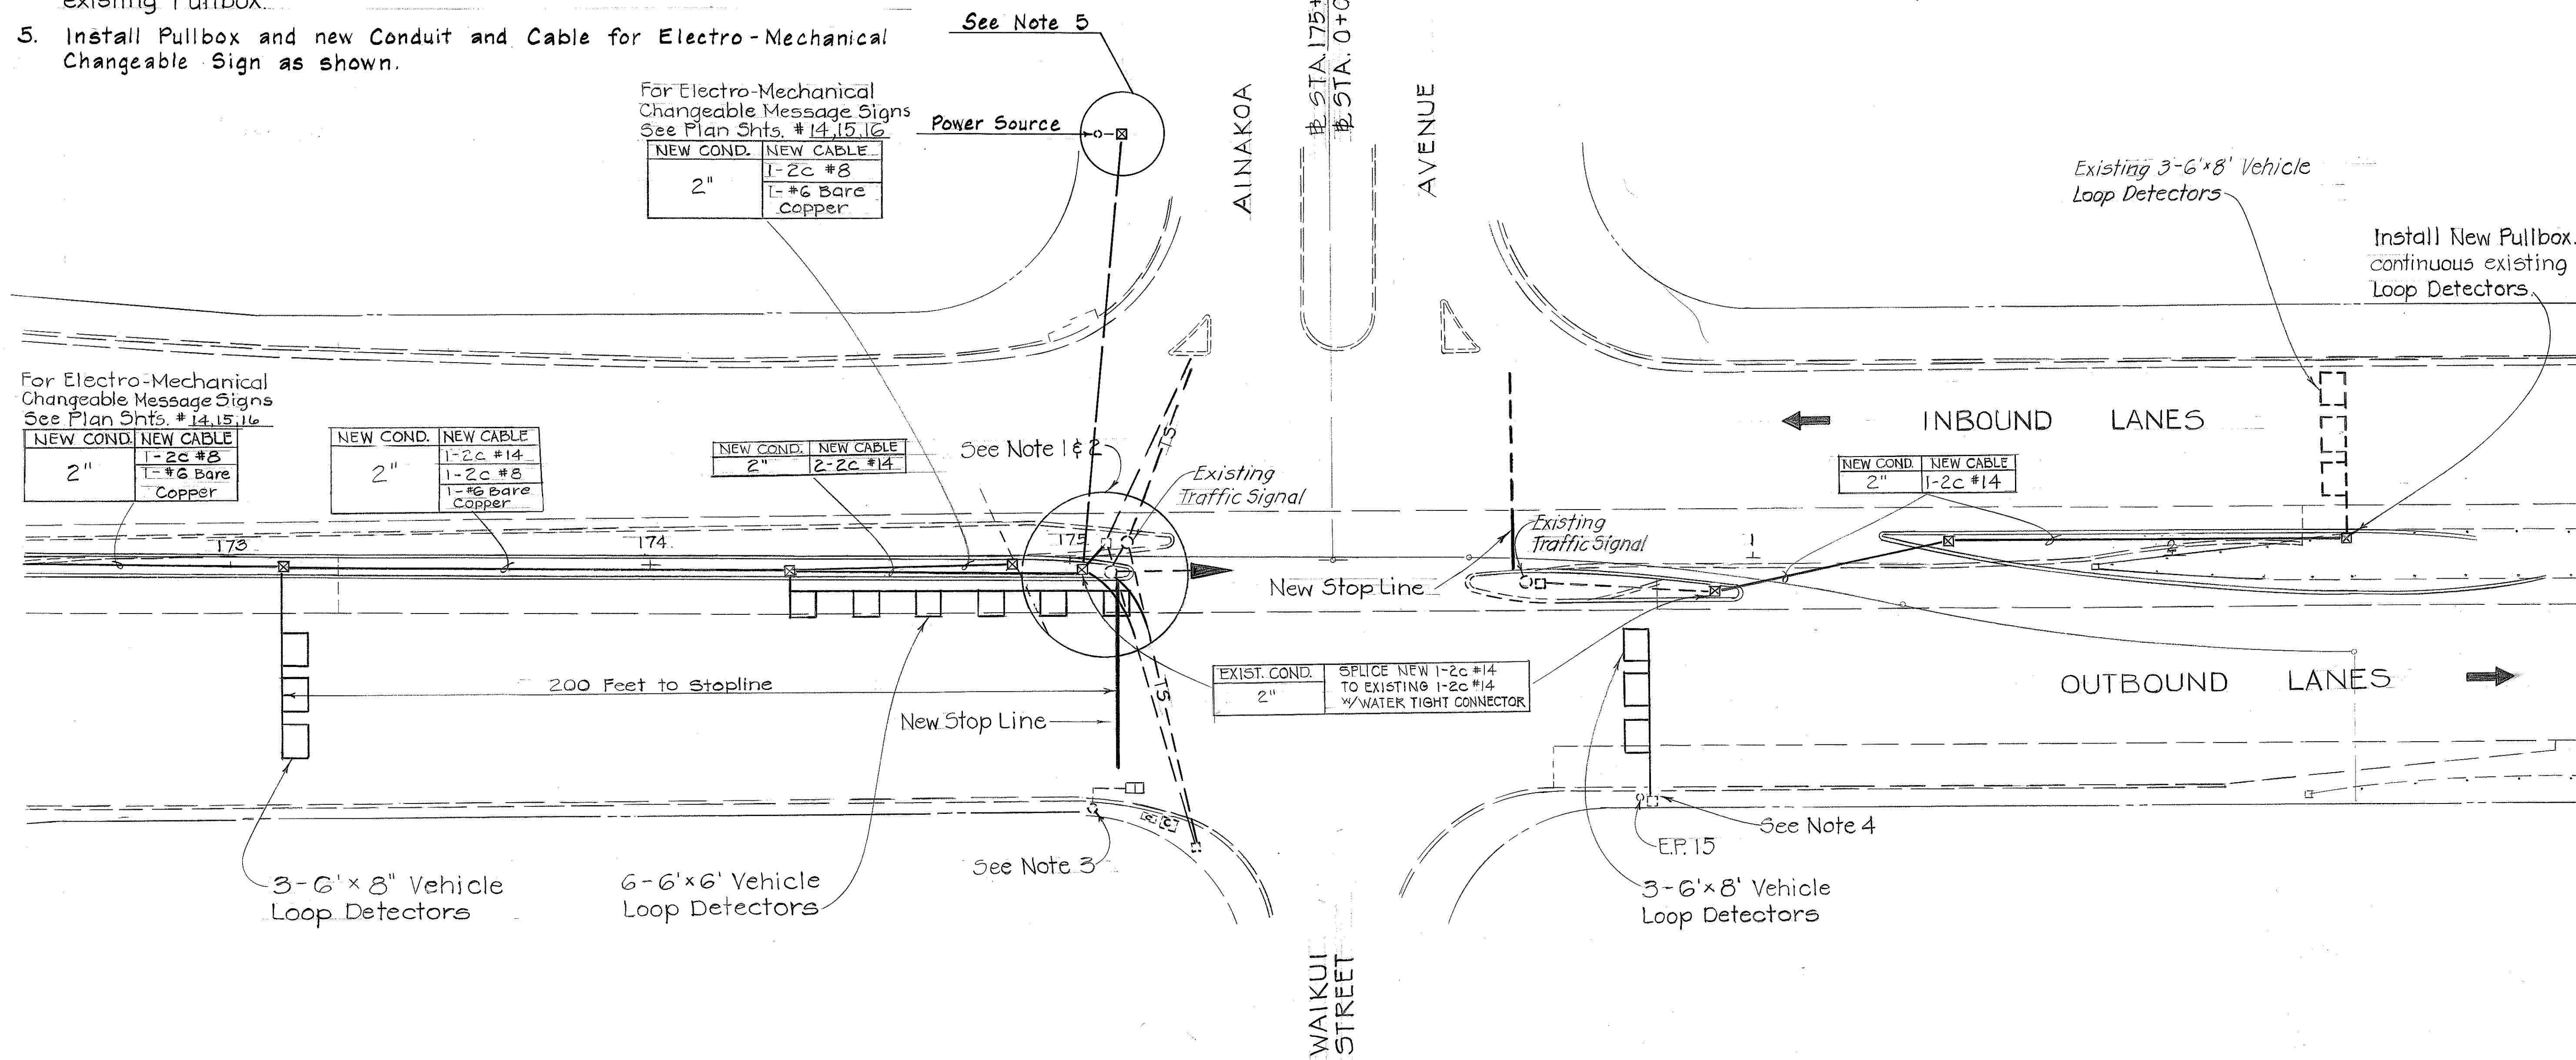 existing Pullbox.
5. Install Pullbox and new Conduit and Cable for Electro-Mechanical
Changeable Sign as shown.
See Note 5
For Electro-Mechanical
Changeable Message Signs
See Plan Shts. #14,15,16
NEW COND. NEW CABLE
2" 1-2c #8
1-#6 Bare
Copper
Power Source
AINAKOA
AVENUE
℄ STA. 175+
℄ STA. 0+0
Existing 3-6'x8' Vehicle
Loop Detectors
Install New Pullbox.
continuous existing
Loop Detectors.
For Electro-Mechanical
Changeable Message Signs
See Plan Shts. #14,15,16
NEW COND. NEW CABLE
2" 1-2c #8
1-#6 Bare
Copper
NEW COND. NEW CABLE
2" 1-2c #14
1-2c #8
1-#6 Bare
Copper
NEW COND. NEW CABLE
2" 2-2c #14
See Note 1 & 2
TS
Existing
Traffic Signal
INBOUND LANES
NEW COND. NEW CABLE
2" 1-2c #14
173
174
175
Existing
Traffic Signal
New Stop Line
200 Feet to Stopline
New Stop Line
TS
EXIST. COND. SPLICE NEW 1-2c #14
2" TO EXISTING 1-2c #14
W/WATER TIGHT CONNECTOR
OUTBOUND LANES
See Note 3
See Note 4
E.P. 15
3-6'x8" Vehicle
Loop Detectors
6-6'x6' Vehicle
Loop Detectors
3-6'x8' Vehicle
Loop Detectors
WAIKUI
STREET